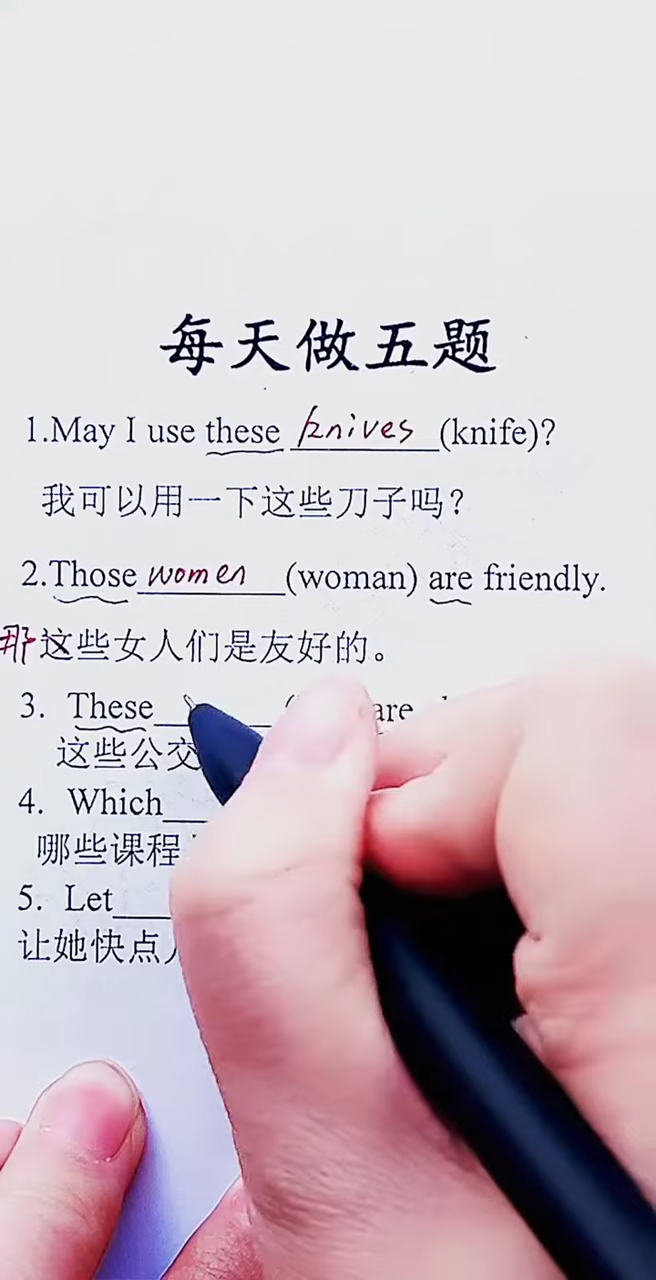 每天做五题
1.May I use these knives (knife)?
我可以用一下这些刀子吗?
2.Those women (woman) are friendly.
那这些女人们是友好的。
3. These are
这些公交
4. Which
哪些课程
5. Let
让她快点